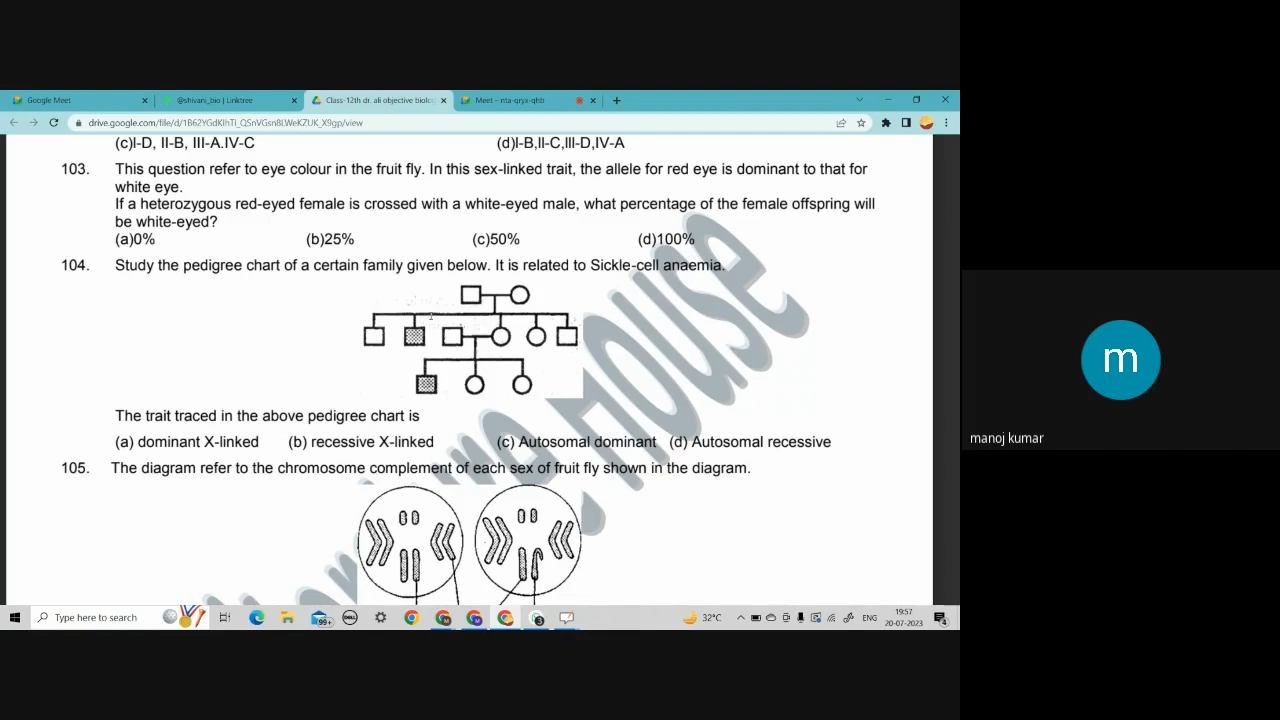 Google Meet
@shivani_bio | Linktree
Class-12th dr. ali objective biolog
Meet – nta-qryx-qhb
drive.google.com/file/d/1B62YGdKlhTi_QSnVGsn8LWeKZUK_X9gp/view
(c)I-D, II-B, III-A.IV-C (d)I-B,II-C,III-D,IV-A
103. This question refer to eye colour in the fruit fly. In this sex-linked trait, the allele for red eye is dominant to that for
white eye.
If a heterozygous red-eyed female is crossed with a white-eyed male, what percentage of the female offspring will
be white-eyed?
(a)0% (b)25% (c)50% (d)100%
104. Study the pedigree chart of a certain family given below. It is related to Sickle-cell anaemia.
The trait traced in the above pedigree chart is
(a) dominant X-linked (b) recessive X-linked (c) Autosomal dominant (d) Autosomal recessive
105. The diagram refer to the chromosome complement of each sex of fruit fly shown in the diagram.
House
m
manoj kumar
Type here to search
99+
DELL
32°C
ENG
19:57
20-07-2023
4